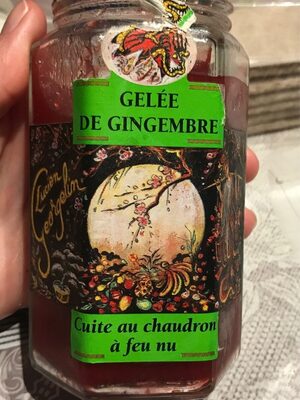 GELÉE
DE GINGEMBRE
Lucien
Georgelin
Cuite au chaudron
à feu nu